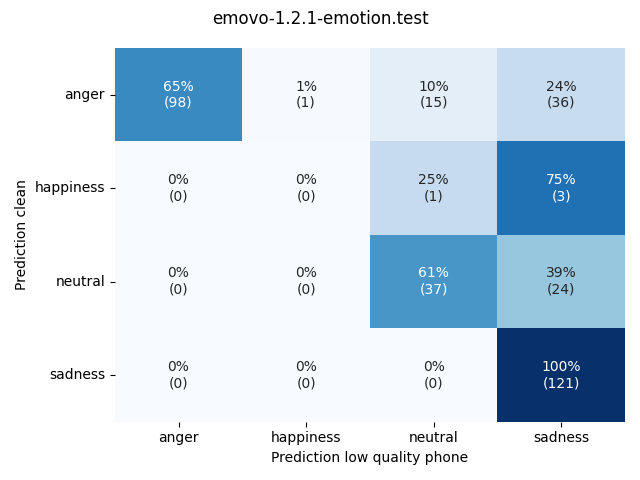 emovo-1.2.1-emotion.test
Prediction clean
anger
65%
(98)
1%
(1)
10%
(15)
24%
(36)
happiness
0%
(0)
0%
(0)
25%
(1)
75%
(3)
neutral
0%
(0)
0%
(0)
61%
(37)
39%
(24)
sadness
0%
(0)
0%
(0)
0%
(0)
100%
(121)
anger
happiness
neutral
sadness
Prediction low quality phone